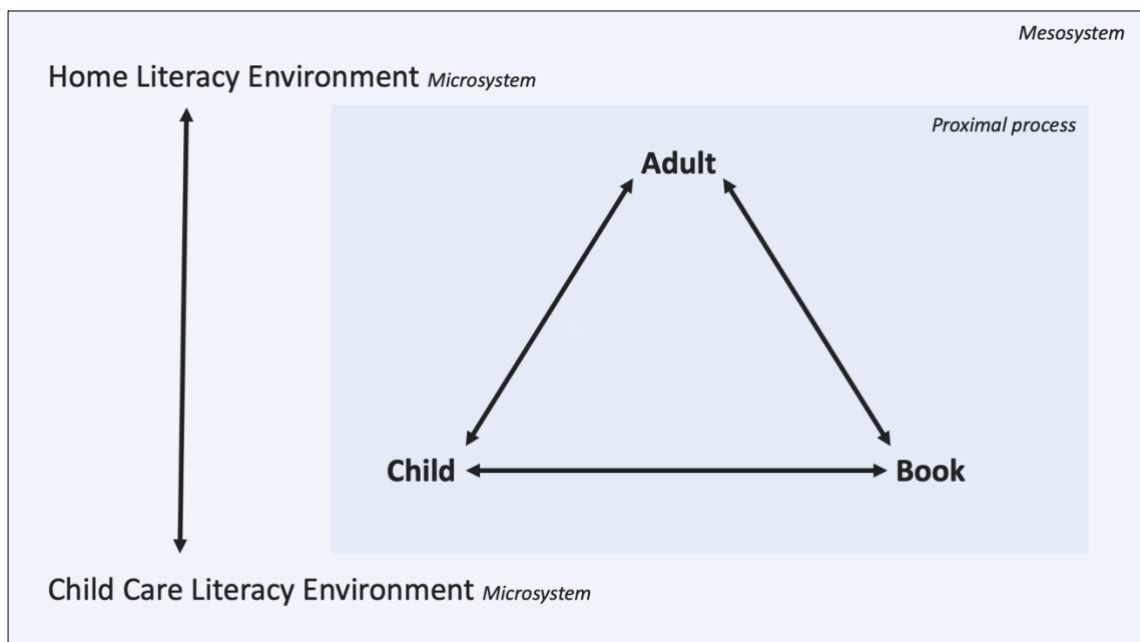 Mesosystem
Home Literacy Environment Microsystem
Proximal process
Adult
Child Book
Child Care Literacy Environment Microsystem